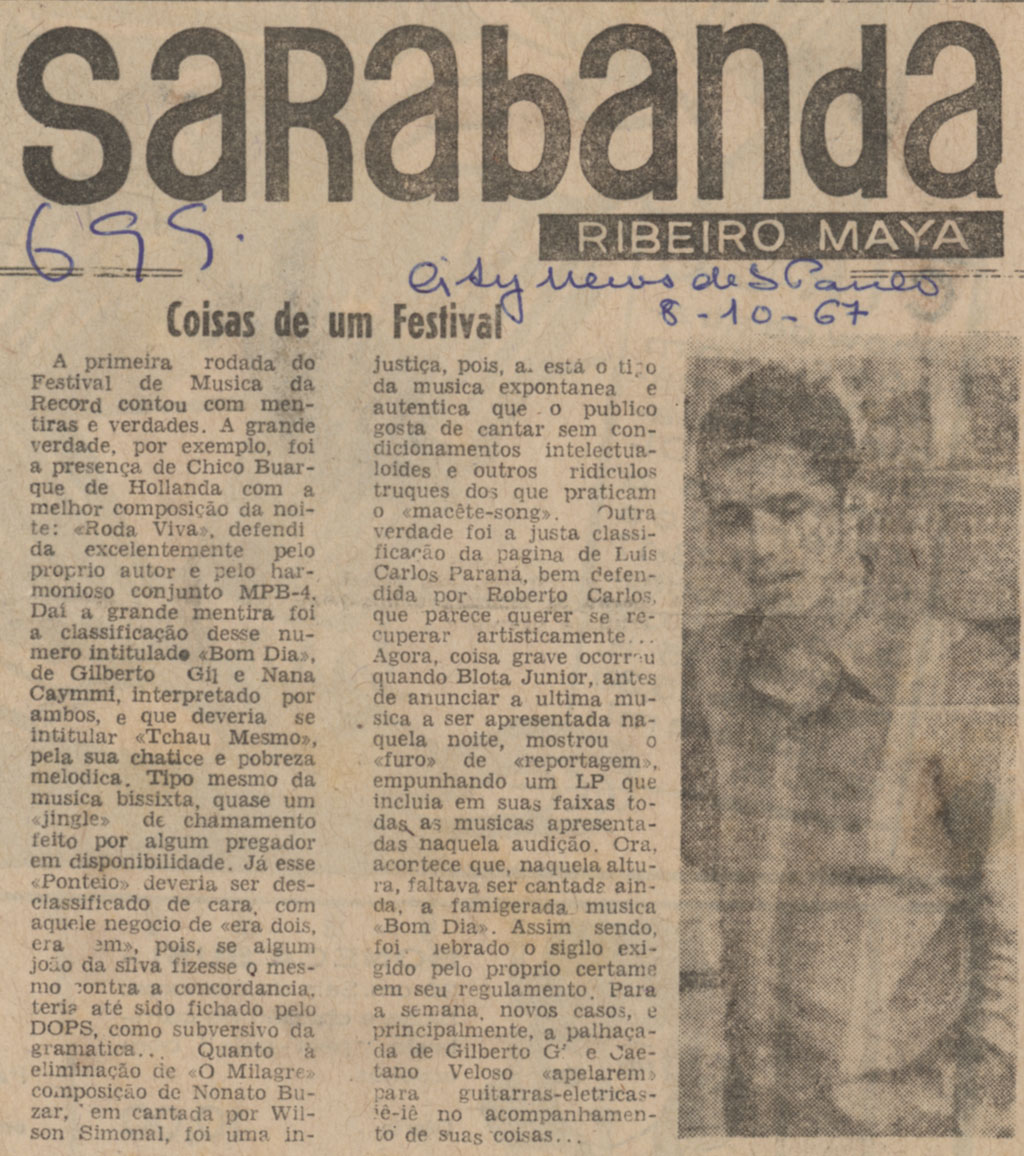 SaRabanda
RIBEIRO MAYA
695.
City News de S Paulo
8-10-67
Coisas de um Festival
A primeira rodada do
Festival de Musica da
Record contou com men-
tiras e verdades. A grande
verdade, por exemplo, foi
a presença de Chico Buar-
que de Hollanda com a
melhor composição da noi-
te: «Roda Viva», defendi
da excelentemente pelo
proprio autor e pelo har-
monioso conjunto MPB-4.
Daí a grande mentira foi
a classificação desse nu-
mero intitulado «Bom Dia»,
de Gilberto Gil e Nana
Caymmi, interpretado por
ambos, e que deveria se
intitular «Tchau Mesmo»,
pela sua chatice e pobreza
melodica. Tipo mesmo da
musica bissixta, quase um
«jingle» de chamamento
feito por algum pregador
em disponibilidade. Já esse
«Ponteio» deveria ser des-
classificado de cara, com
aquele negocio de «era dois,
era em», pois, se algum
joão da silva fizesse o mes-
mo contra a concordancia,
teria até sido fichado pelo
DOPS, como subversivo da
gramatica... Quanto à
eliminação de «O Milagre»
composição de Nonato Bu-
zar, em cantada por Wil-
son Simonal, foi uma in-
justiça, pois, a. está o tipo
da musica expontanea e
autentica que o publico
gosta de cantar sem con-
dicionamentos intelectua-
loides e outros ridiculos
truques dos que praticam
o «macête-song». Outra
verdade foi a justa classi-
ficação da pagina de Luis
Carlos Paraná, bem defen-
dida por Roberto Carlos,
que parece querer se re-
cuperar artisticamente...
Agora, coisa grave ocorreu
quando Blota Junior, antes
de anunciar a ultima mu-
sica a ser apresentada na-
quela noite, mostrou o
«furo» de «reportagem»,
empunhando um LP que
incluia em suas faixas to-
das as musicas apresenta-
das naquela audição. Ora,
acontece que, naquela altu-
ra, faltava ser cantada ain-
da, a famigerada musica
«Bom Dia». Assim sendo,
foi quebrado o sigilo exi-
gido pelo proprio certame
em seu regulamento. Para
a semana, novos casos, e
principalmente, a palhaça-
da de Gilberto Gi e Cae-
tano Veloso «apelarem»
para guitarras-eletricas-
iê-iê no acompanhamen-
to de suas coisas...